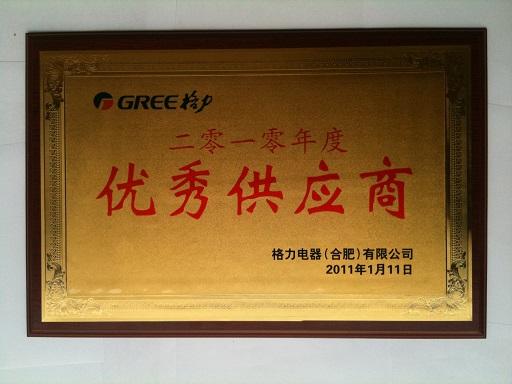 GREE格力
二零一零年度
优秀供应商
格力电器(合肥)有限公司
2011年1月11日